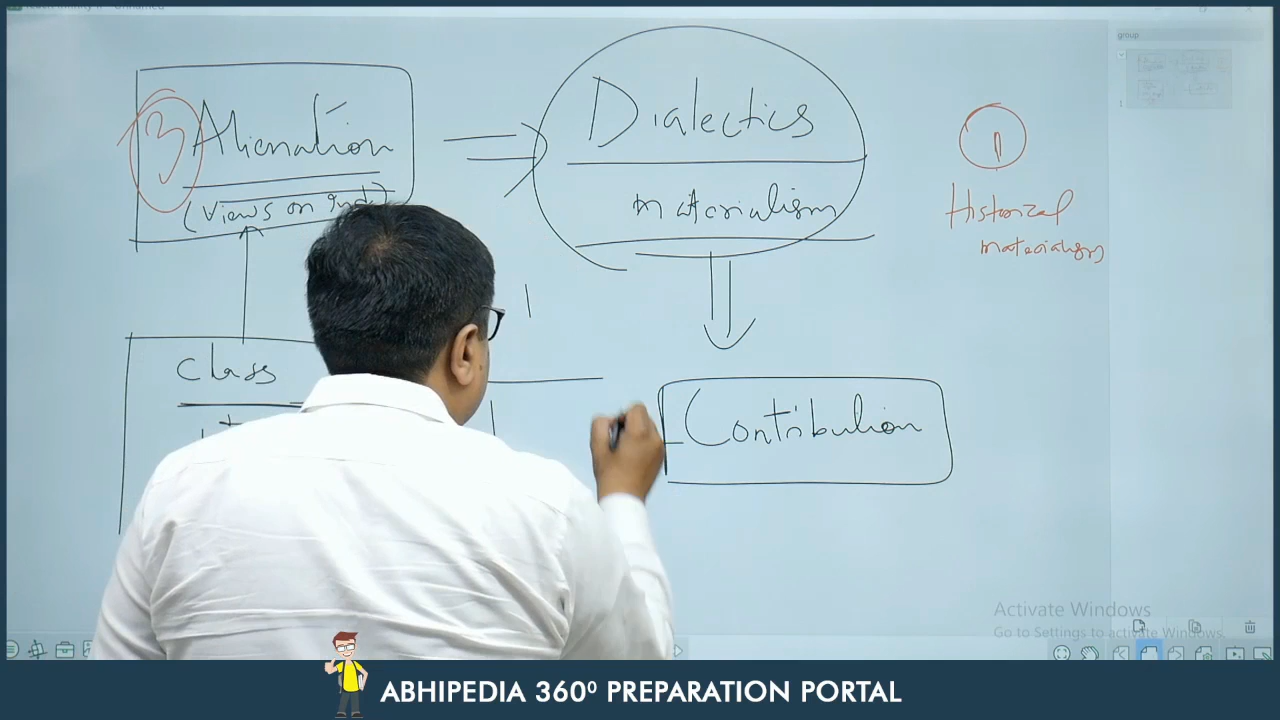 group
3 Alienation
(Views on
Dialectics
materialism
1
Historical
materialism
Class
Contribution
Activate Windows
Go to Settings to activate Windows.
ABHIPEDIA 360⁰ PREPARATION PORTAL